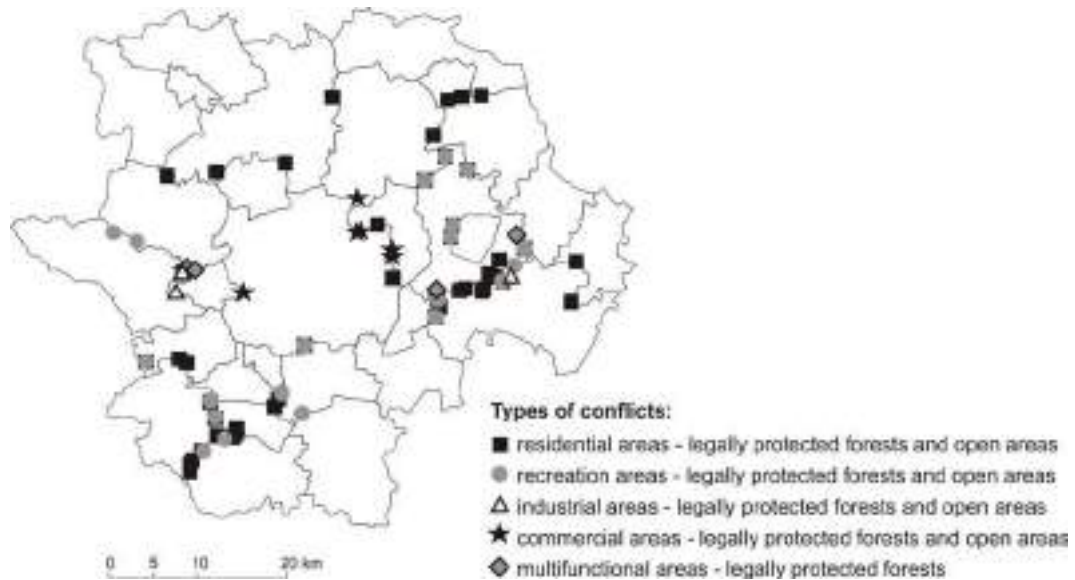 Types of conflicts:
residential areas - legally protected forests and open areas
recreation areas - legally protected forests and open areas
industrial areas - legally protected forests and open areas
commercial areas - legally protected forests and open areas
multifunctional areas - legally protected forests
0 5 10 20 km